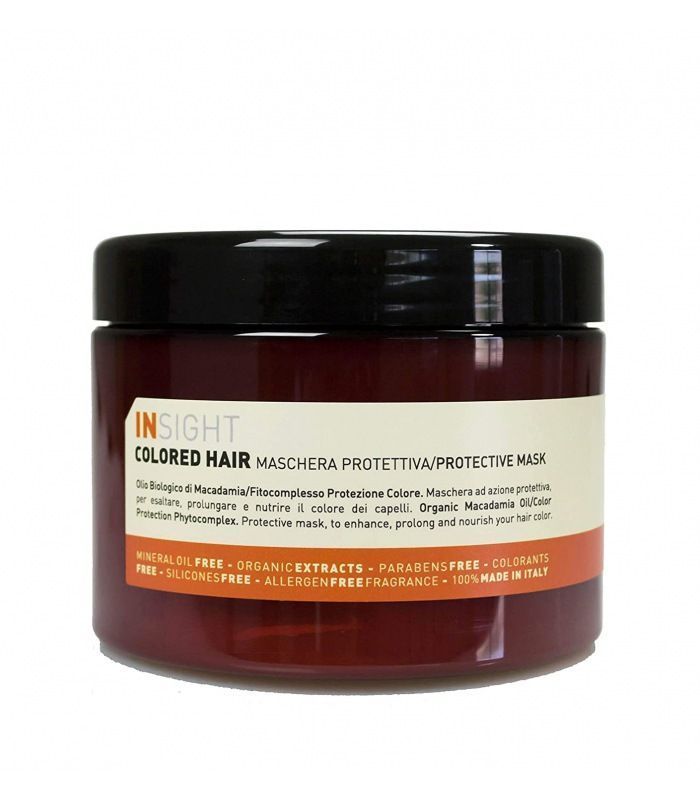 INSIGHT
COLORED HAIR MASCHERA PROTETTIVA/PROTECTIVE MASK
Olio Biologico di Macadamia/Fitocomplesso Protezione Colore. Maschera ad azione protettiva,
per esaltare, prolungare e nutrire il colore dei capelli. Organic Macadamia Oil/Color
Protection Phytocomplex. Protective mask, to enhance, prolong and nourish your hair color.
MINERAL OIL FREE - ORGANIC EXTRACTS - PARABENS FREE - COLORANTS
FREE - SILICONES FREE - ALLERGEN FREE FRAGRANCE - 100% MADE IN ITALY